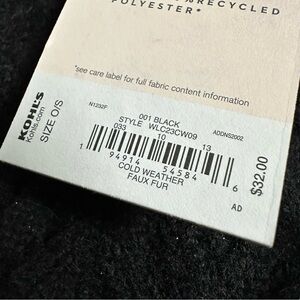 RECYCLED
POLYESTER*
*see care label for full fabric content information
KOHL'S
Kohls.com
SIZE O/S
N1232F
001 BLACK
ADDNS2002
STYLE WLC23CW09
033 10 13
1 94914 54584 6
COLD WEATHER
FAUX FUR
$32.00
AD